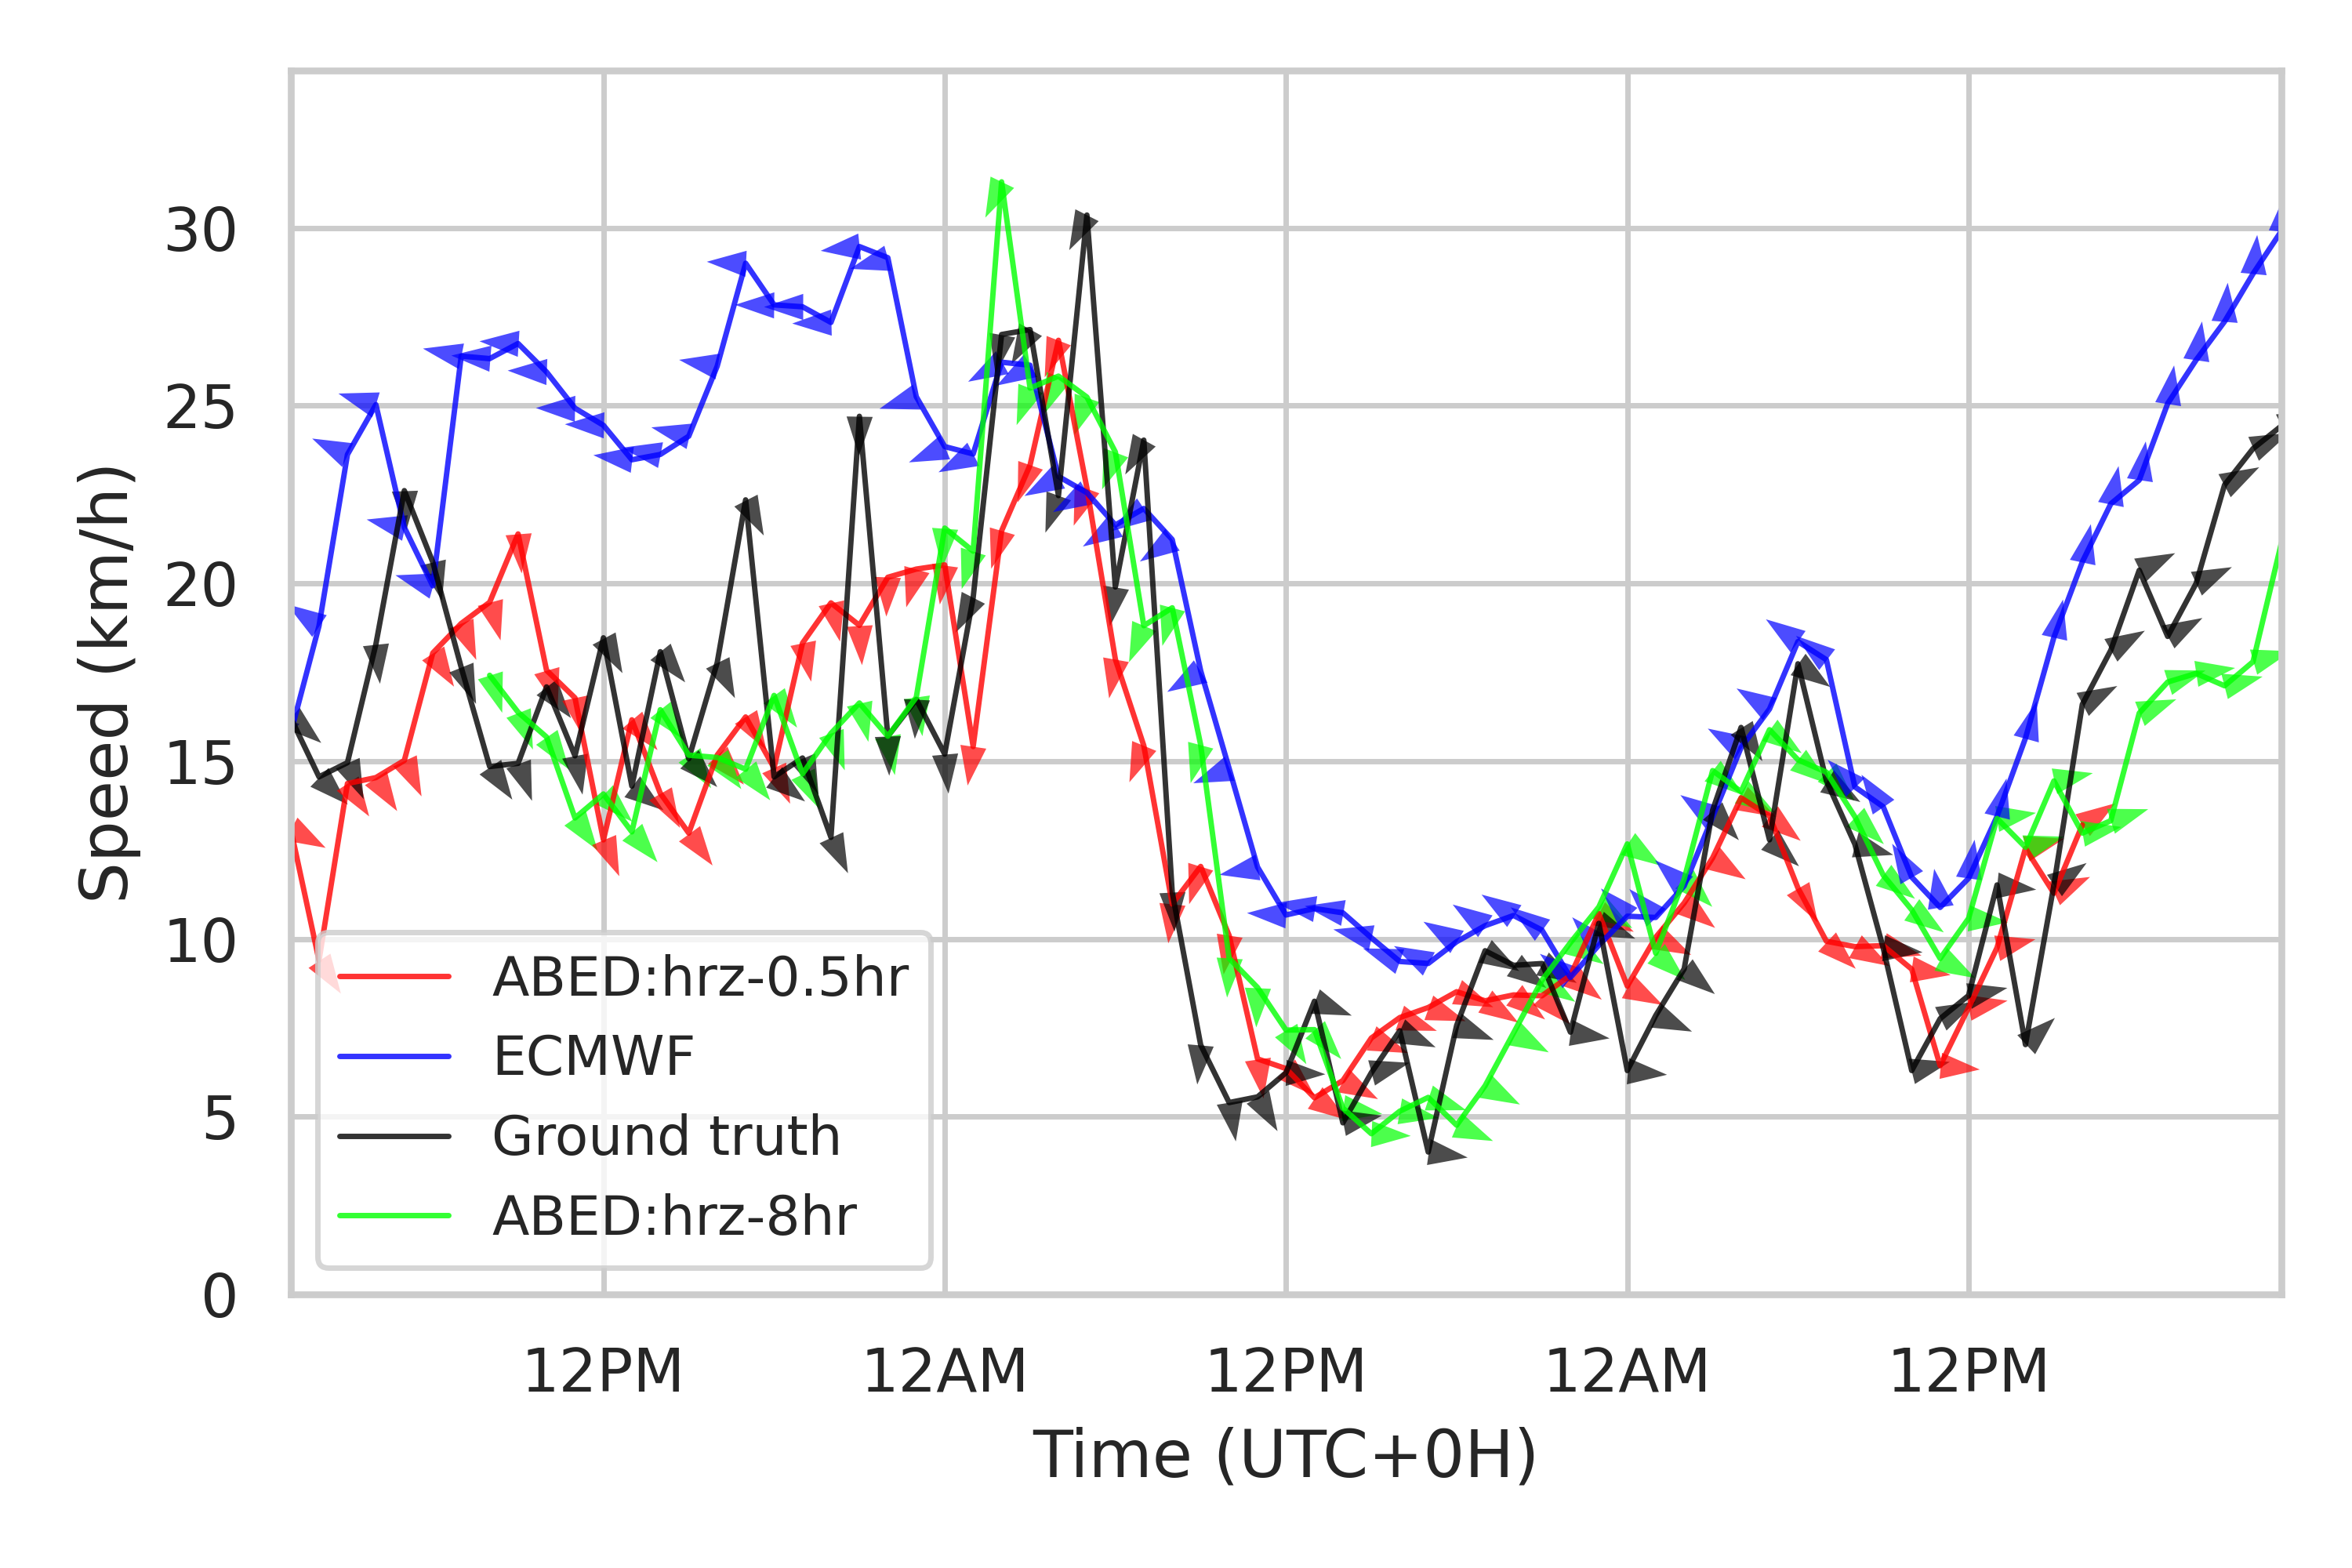 30
25
20
15
10
5
0
Speed (km/h)
ABED:hrz-0.5hr
ECMWF
Ground truth
ABED:hrz-8hr
12PM
12AM
12PM
12AM
12PM
Time (UTC+0H)